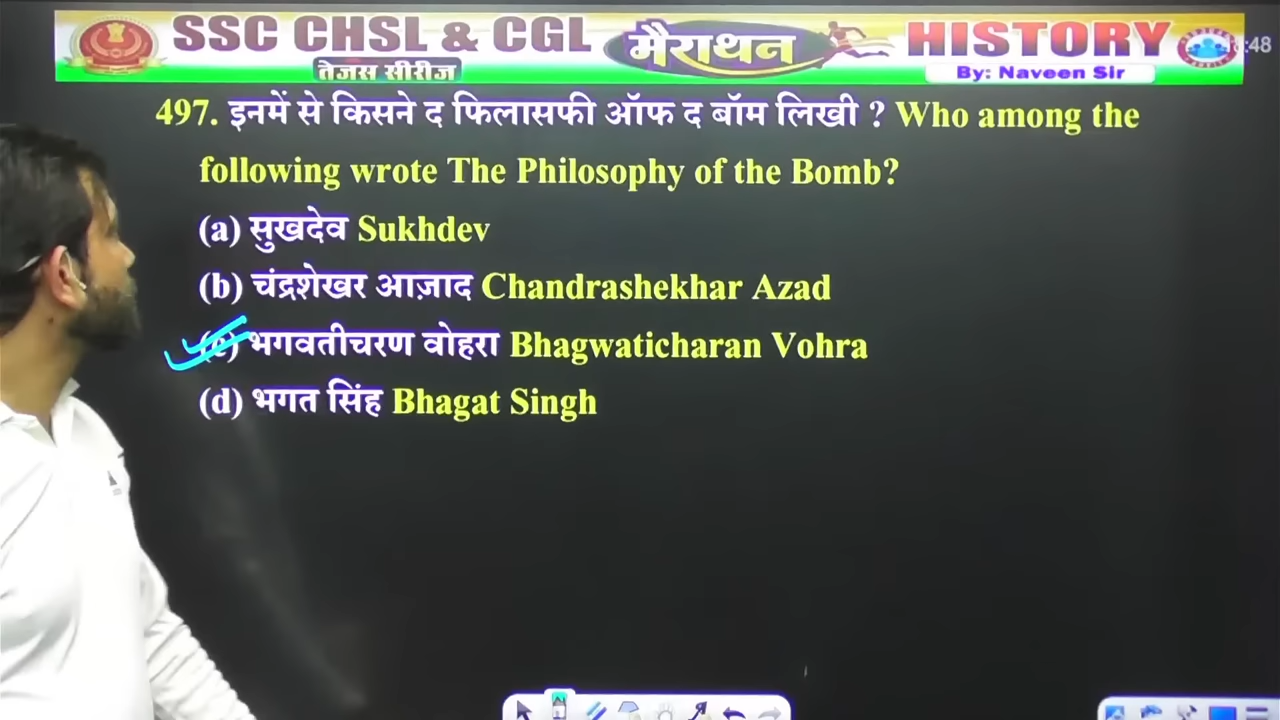 SSC CHSL & CGL
मैराथन
HISTORY
:48
तेजस सीरीज
By: Naveen Sir
497. इनमें से किसने द फिलासफी ऑफ द बॉम लिखी ? Who among the
following wrote The Philosophy of the Bomb?
(a) सुखदेव Sukhdev
(b) चंद्रशेखर आज़ाद Chandrashekhar Azad
(c) भगवतीचरण वोहरा Bhagwaticharan Vohra
(d) भगत सिंह Bhagat Singh